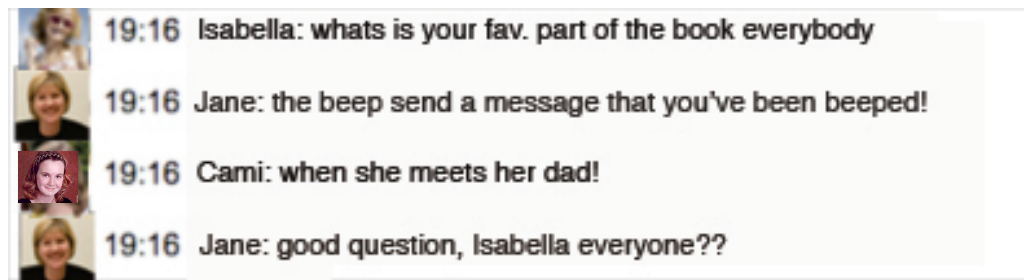 19:16 Isabella: whats is your fav. part of the book everybody
19:16 Jane: the beep send a message that you've been beeped!
19:16 Cami: when she meets her dad!
19:16 Jane: good question, Isabella everyone??